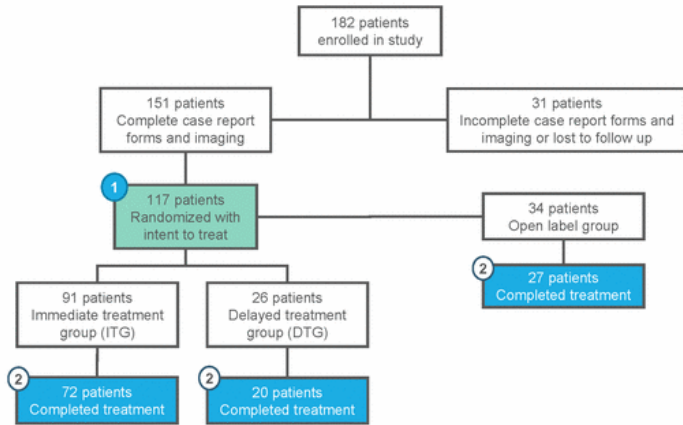 182 patients
enrolled in study
151 patients
Complete case report
forms and imaging
31 patients
Incomplete case report forms and
imaging or lost to follow up
1
117 patients
Randomized with
intent to treat
34 patients
Open label group
2
27 patients
Completed treatment
91 patients
Immediate treatment
group (ITG)
26 patients
Delayed treatment
group (DTG)
2
72 patients
Completed treatment
2
20 patients
Completed treatment